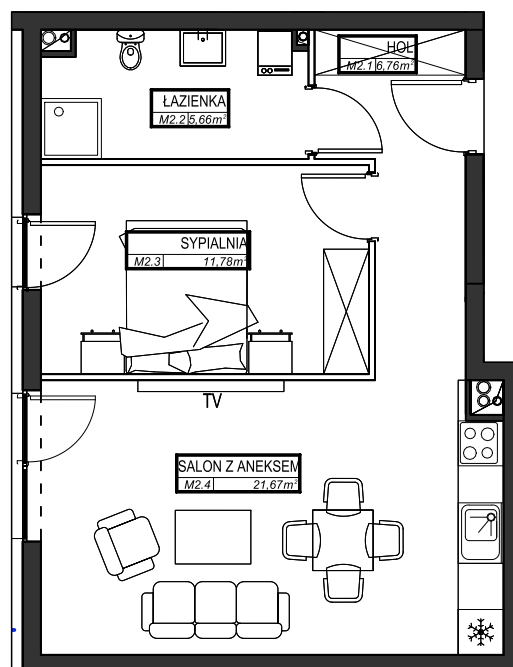 HOL
M2.1 6,76m²
ŁAZIENKA
M2.2 5,66m²
SYPIALNIA
M2.3 11,78m²
TV
SALON Z ANEKSEM
M2.4 21,67m²